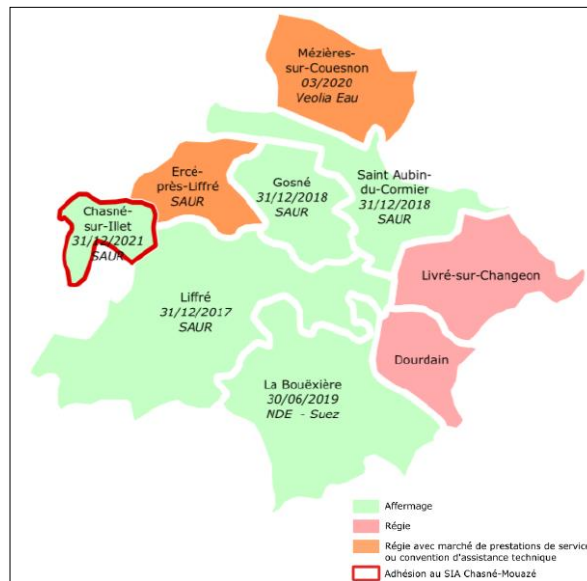 Mézières-
sur-Couesnon
03/2020
Veolia Eau
Ercé-
près-Liffré
SAUR
Gosné
31/12/2018
SAUR
Saint Aubin-
du-Cormier
31/12/2018
SAUR
Chasné-
sur-Illet
31/12/2021
SAUR
Livré-sur-Changeon
Liffré
31/12/2017
SAUR
Dourdain
La Bouëxière
30/06/2019
NDE - Suez
Affermage
Régie
Régie avec marché de prestations de service
ou convention d'assistance technique
Adhésion au SIA Chasné-Mouazé